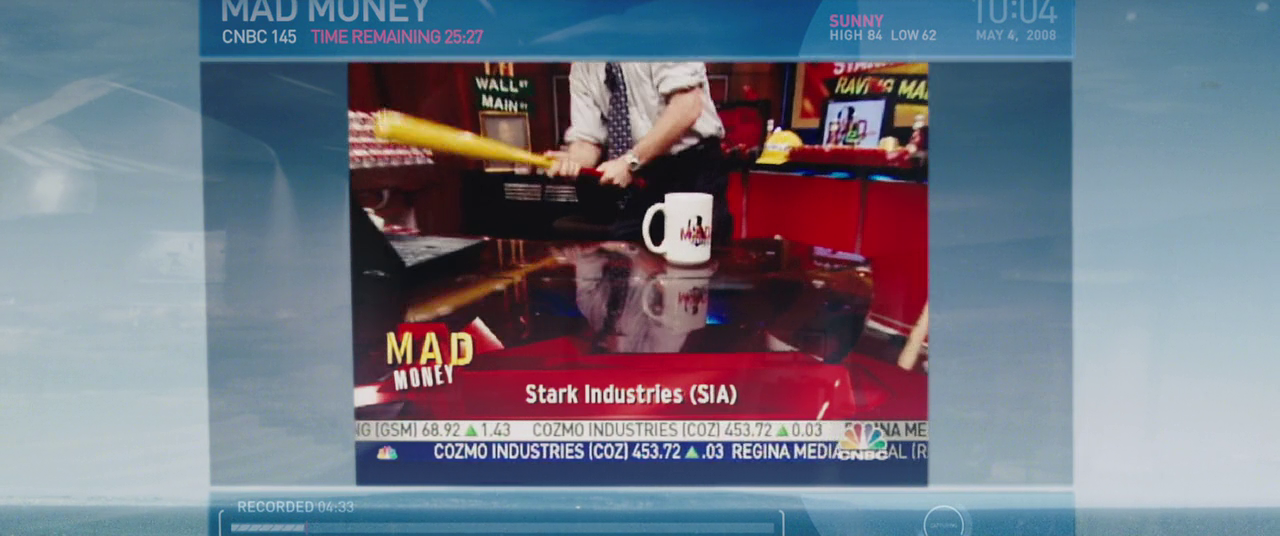 MAD MONEY
CNBC 145 TIME REMAINING 25:27
SUNNY
HIGH 84 LOW 62
10:04
MAY 4, 2008
WALL ST
MAIN ST
MAD
MAD
MONEY
Stark Industries (SIA)
NG (GSM) 68.92 ▲ 1.43 COZMO INDUSTRIES (COZ) 453.72 ▲ 0.03
COZMO INDUSTRIES (COZ) 453.72 ▲ .03 REGINA MEDIA
CNBC
RECORDED 04:33